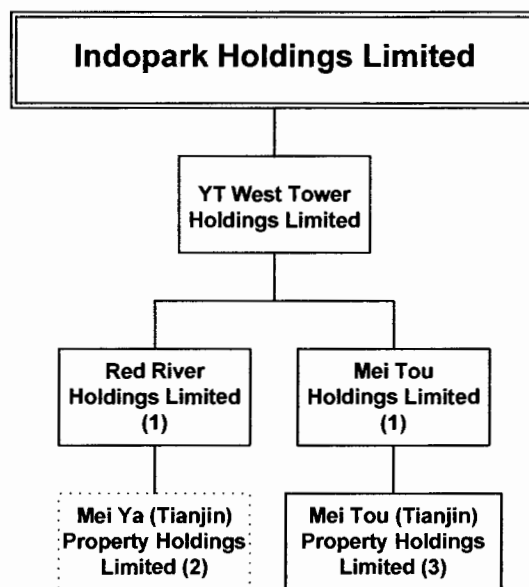 Indopark Holdings Limited
YT West Tower
Holdings Limited
Red River
Holdings Limited
(1)
Mei Tou
Holdings Limited
(1)
Mei Ya (Tianjin)
Property Holdings
Limited (2)
Mei Tou (Tianjin)
Property Holdings
Limited (3)